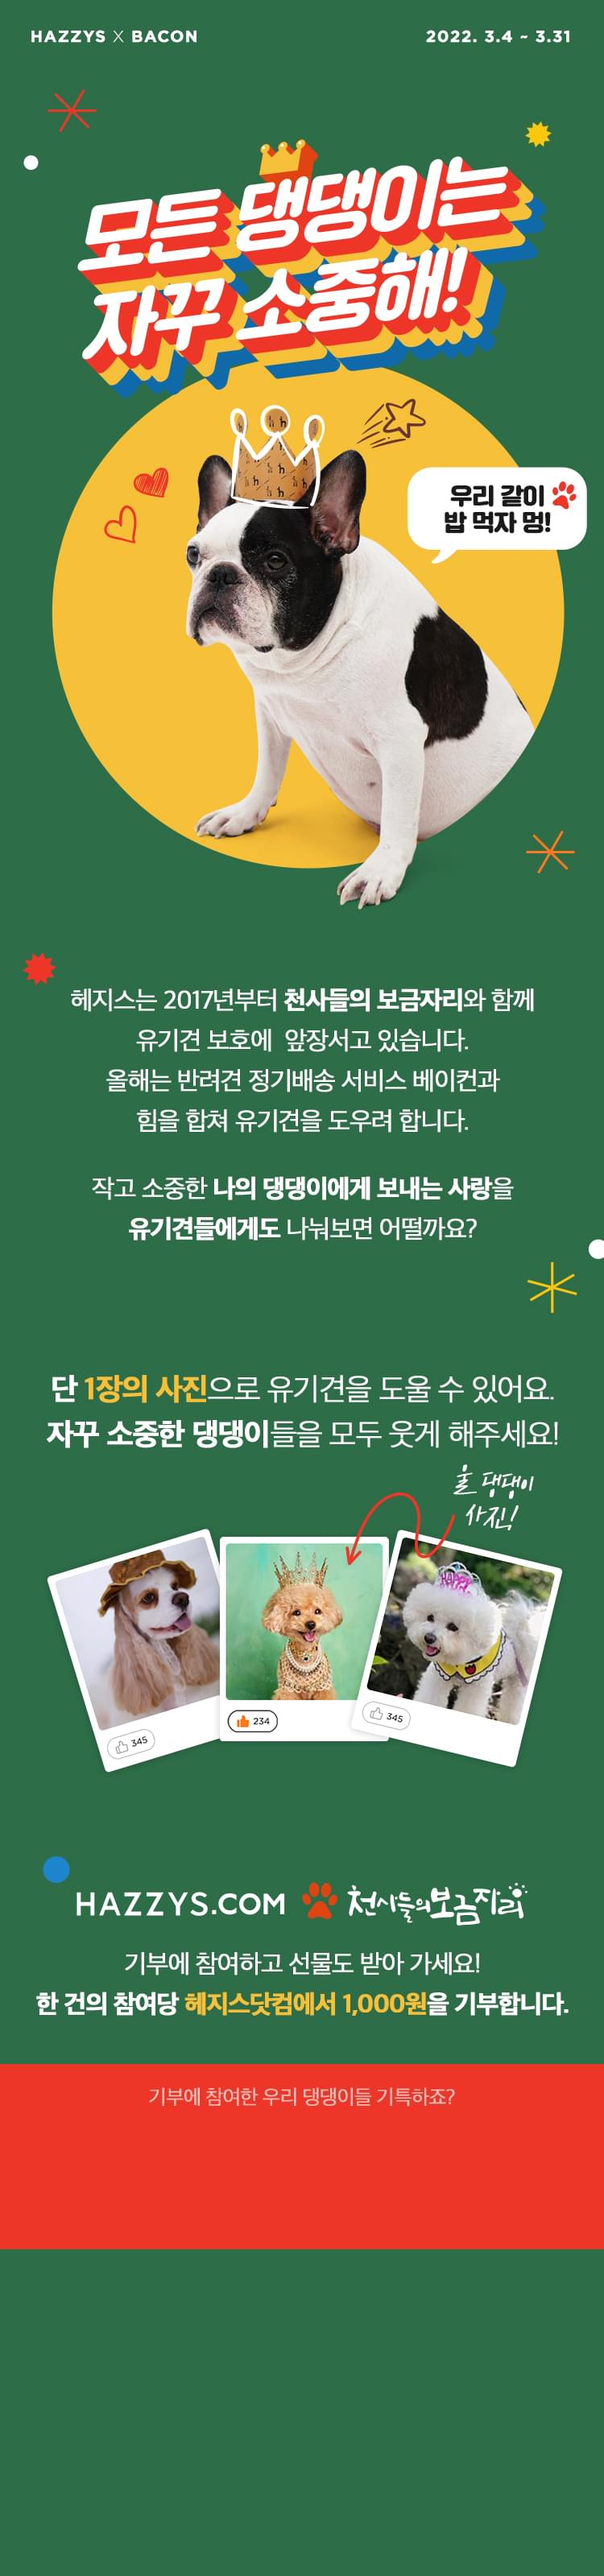 HAZZYS X BACON
2022. 3.4 ~ 3.31
모든 댕댕이는
자꾸 소중해!
우리 같이
밥 먹자 멍!
헤지스는 2017년부터 천사들의 보금자리와 함께
유기견 보호에 앞장서고 있습니다.
올해는 반려견 정기배송 서비스 베이컨과
힘을 합쳐 유기견을 도우려 합니다.
작고 소중한 나의 댕댕이에게 보내는 사랑을
유기견들에게도 나눠보면 어떨까요?
단 1장의 사진으로 유기견을 도울 수 있어요.
자꾸 소중한 댕댕이들을 모두 웃게 해주세요!
울 댕댕이
사진!
345
234
345
HAZZYS.COM 천사들의보금자리
기부에 참여하고 선물도 받아 가세요!
한 건의 참여당 헤지스닷컴에서 1,000원을 기부합니다.
기부에 참여한 우리 댕댕이들 기특하죠?